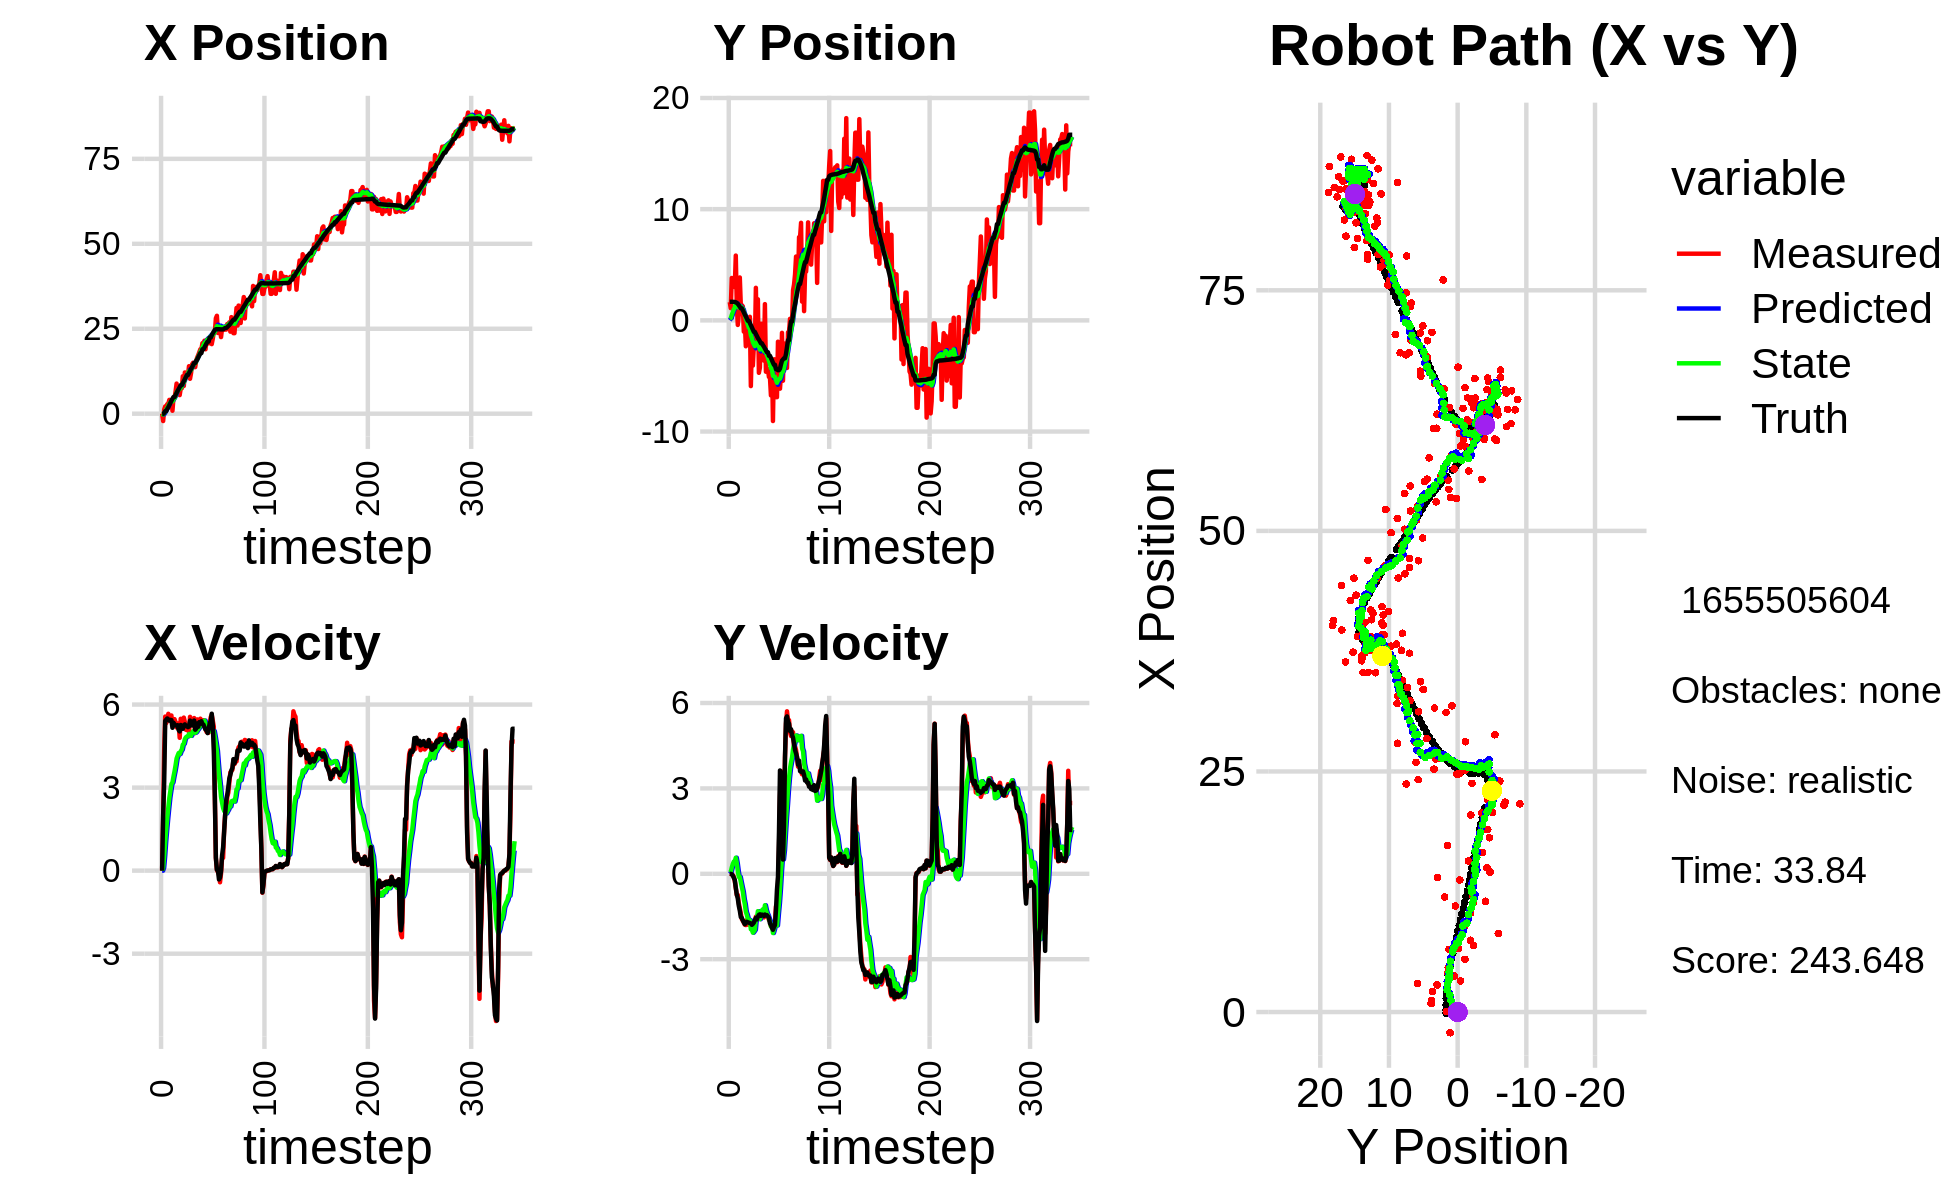 X Position
75
50
25
0
0
100
200
300
timestep
Y Position
20
10
0
-10
0
100
200
300
timestep
X Velocity
6
3
0
-3
0
100
200
300
timestep
Y Velocity
6
3
0
-3
0
100
200
300
timestep
Robot Path (X vs Y)
X Position
75
50
25
0
20 10 0 -10 -20
Y Position
variable
Measured
Predicted
State
Truth
1655505604
Obstacles: none
Noise: realistic
Time: 33.84
Score: 243.648